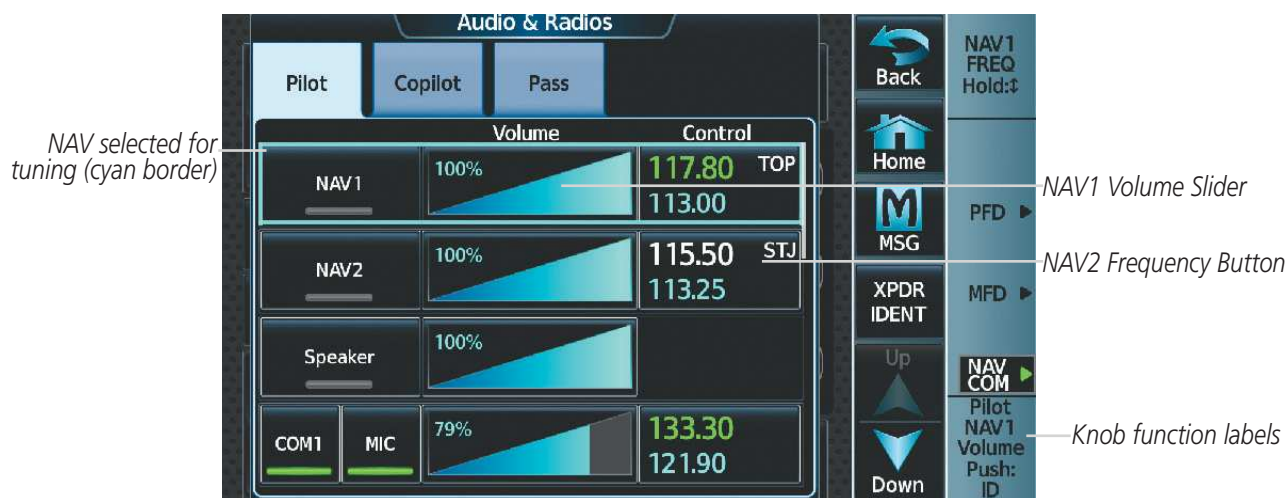 Audio & Radios
Pilot
Copilot
Pass
Volume
Control
NAV selected for
tuning (cyan border)
NAV1
100%
117.80 TOP
113.00
NAV1 Volume Slider
NAV2
100%
115.50 STJ
113.25
NAV2 Frequency Button
Speaker
100%
COM1
MIC
79%
133.30
121.90
Back
Home
MSG
XPDR
IDENT
Up
Down
NAV1
FREQ
Hold:↕
PFD
MFD
NAV
COM
Pilot
NAV1
Volume
Push:
ID
Knob function labels